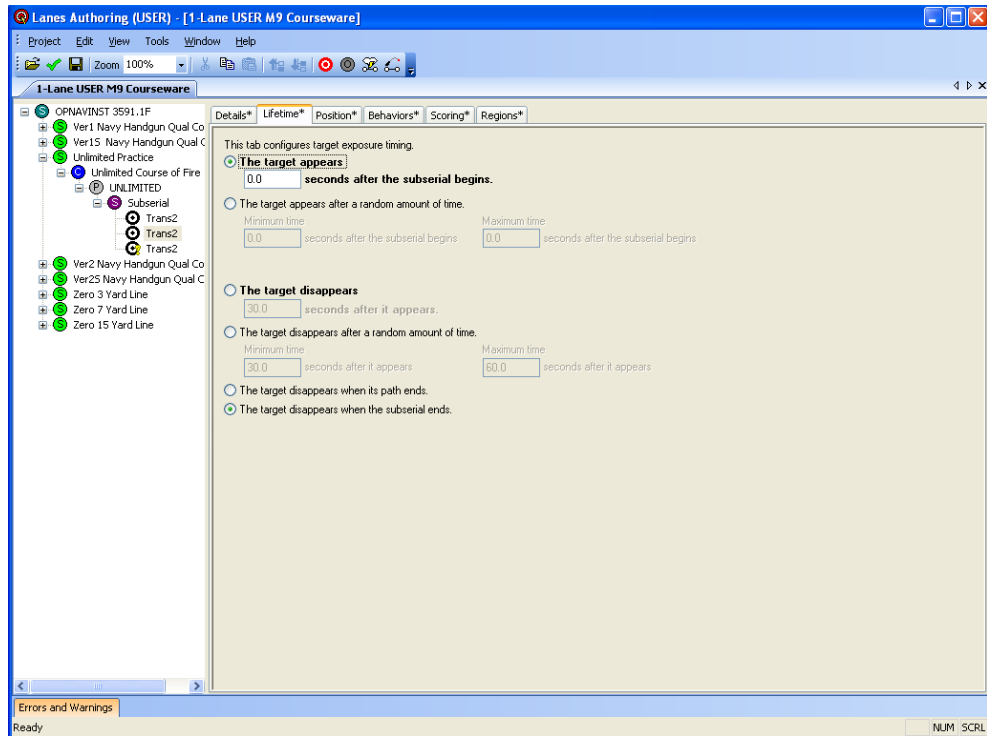 Lanes Authoring (USER) - [1-Lane USER M9 Courseware]
Project Edit View Tools Window Help
Zoom 100%
1-Lane USER M9 Courseware
OPNAVINST 3591.1F
Ver1 Navy Handgun Qual Co
Ver1S Navy Handgun Qual C
Unlimited Practice
C Unlimited Course of Fire
P UNLIMITED
S Subserial
Trans2
Trans2
Trans2
Ver2 Navy Handgun Qual Co
Ver2S Navy Handgun Qual C
Zero 3 Yard Line
Zero 7 Yard Line
Zero 15 Yard Line
Details* Lifetime* Position* Behaviors* Scoring* Regions*
This tab configures target exposure timing.
The target appears
0.0 seconds after the subserial begins.
The target appears after a random amount of time.
Minimum time Maximum time
0.0 seconds after the subserial begins 0.0 seconds after the subserial begins
The target disappears
30.0 seconds after it appears.
The target disappears after a random amount of time.
Minimum time Maximum time
30.0 seconds after it appears 60.0 seconds after it appears
The target disappears when its path ends.
The target disappears when the subserial ends.
Errors and Warnings
Ready NUM SCRL